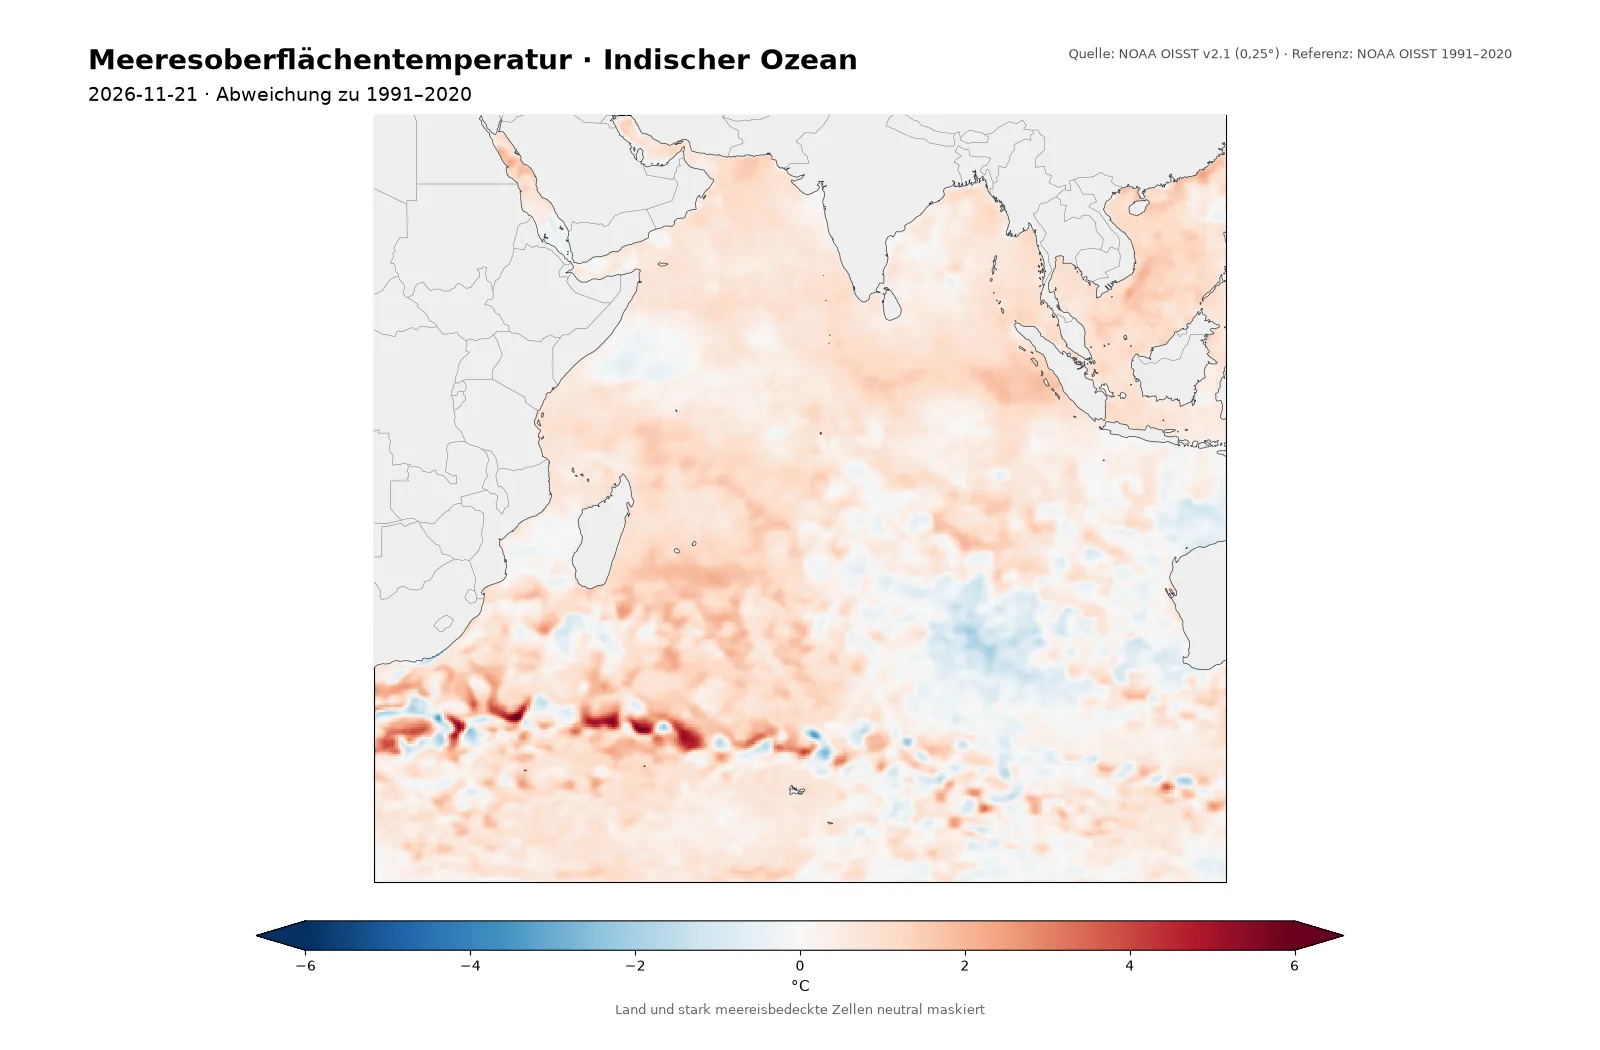 Meeresoberflächentemperatur · Indischer Ozean
Quelle: NOAA OISST v2.1 (0,25°) · Referenz: NOAA OISST 1991–2020
2026-11-21 · Abweichung zu 1991–2020
−6 −4 −2 0 2 4 6
°C
Land und stark meereisbedeckte Zellen neutral maskiert